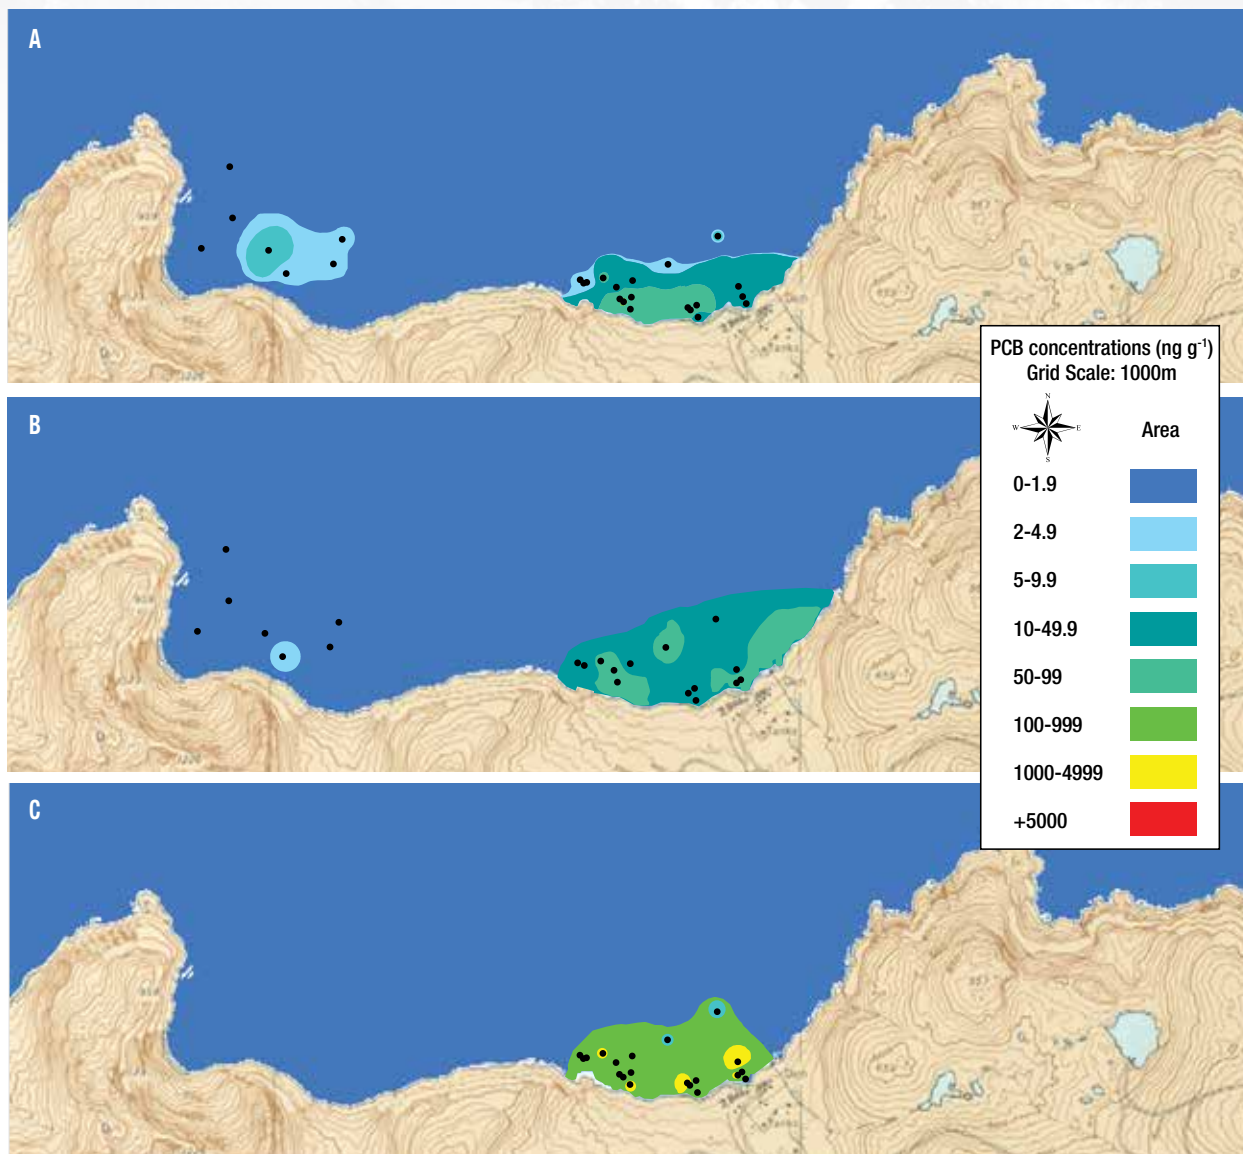 A
B
C
PCB concentrations (ng g⁻¹)
Grid Scale: 1000m
N
W
E
S
Area
0-1.9
2-4.9
5-9.9
10-49.9
50-99
100-999
1000-4999
+5000